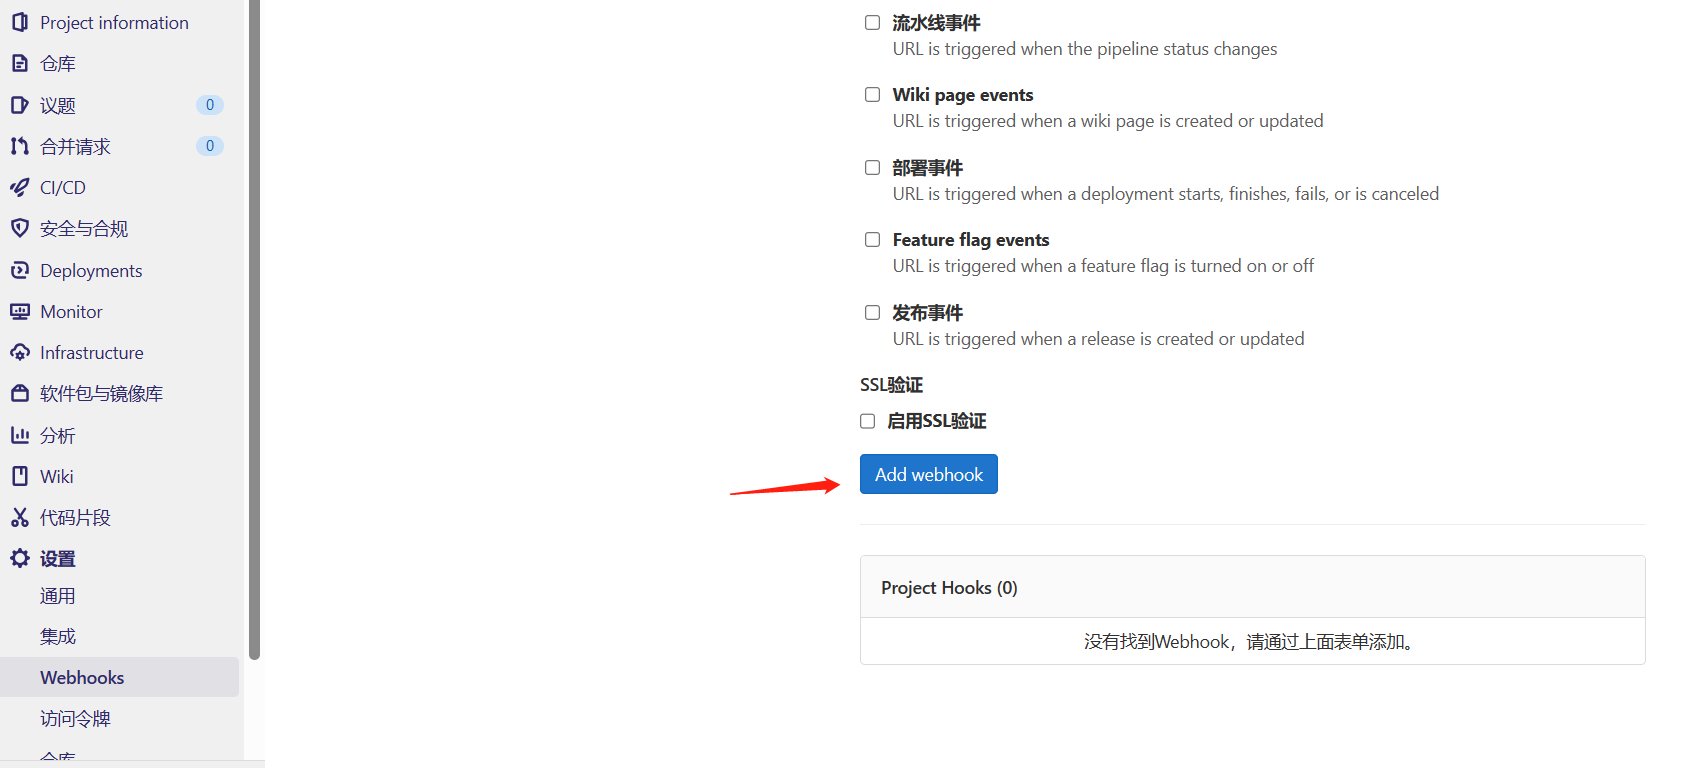 Project information
仓库
议题 0
合并请求 0
CI/CD
安全与合规
Deployments
Monitor
Infrastructure
软件包与镜像库
分析
Wiki
代码片段
设置
通用
集成
Webhooks
访问令牌
仓库
流水线事件
URL is triggered when the pipeline status changes
Wiki page events
URL is triggered when a wiki page is created or updated
部署事件
URL is triggered when a deployment starts, finishes, fails, or is canceled
Feature flag events
URL is triggered when a feature flag is turned on or off
发布事件
URL is triggered when a release is created or updated
SSL验证
启用SSL验证
Add webhook
Project Hooks (0)
没有找到Webhook，请通过上面表单添加。